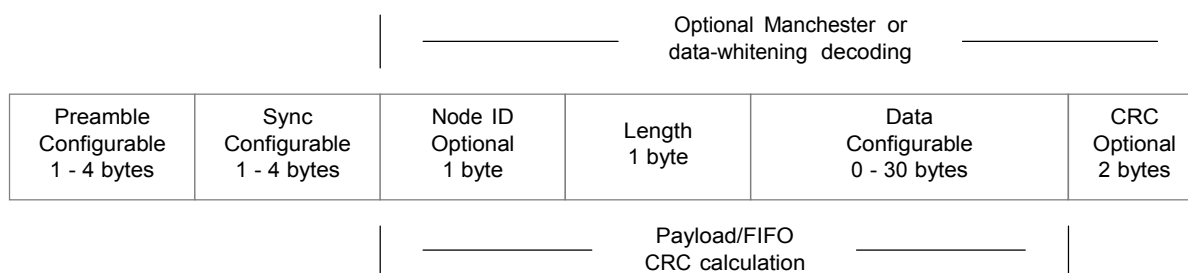 Optional Manchester or
data-whitening decoding
Preamble
Configurable
1 - 4 bytes
Sync
Configurable
1 - 4 bytes
Node ID
Optional
1 byte
Length
1 byte
Data
Configurable
0 - 30 bytes
CRC
Optional
2 bytes
Payload/FIFO
CRC calculation